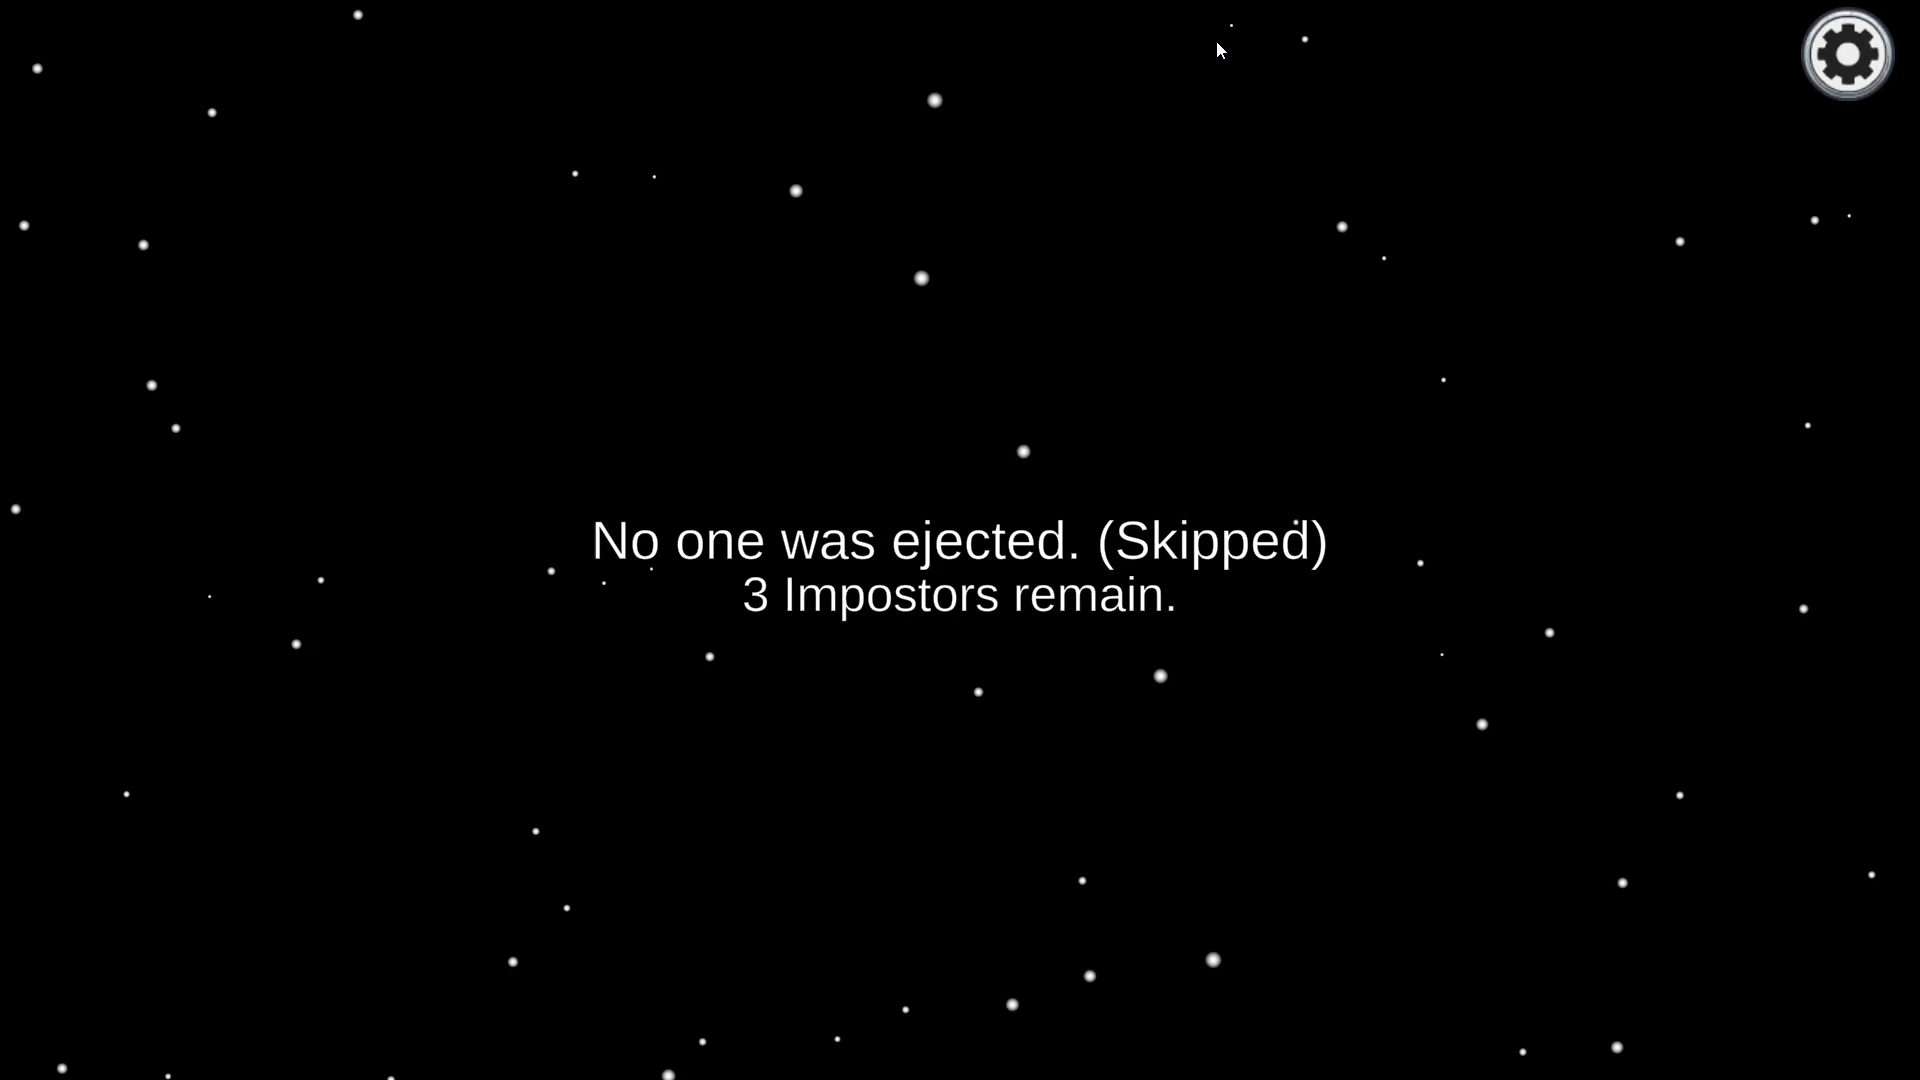 No one was ejected. (Skipped)
3 Impostors remain.